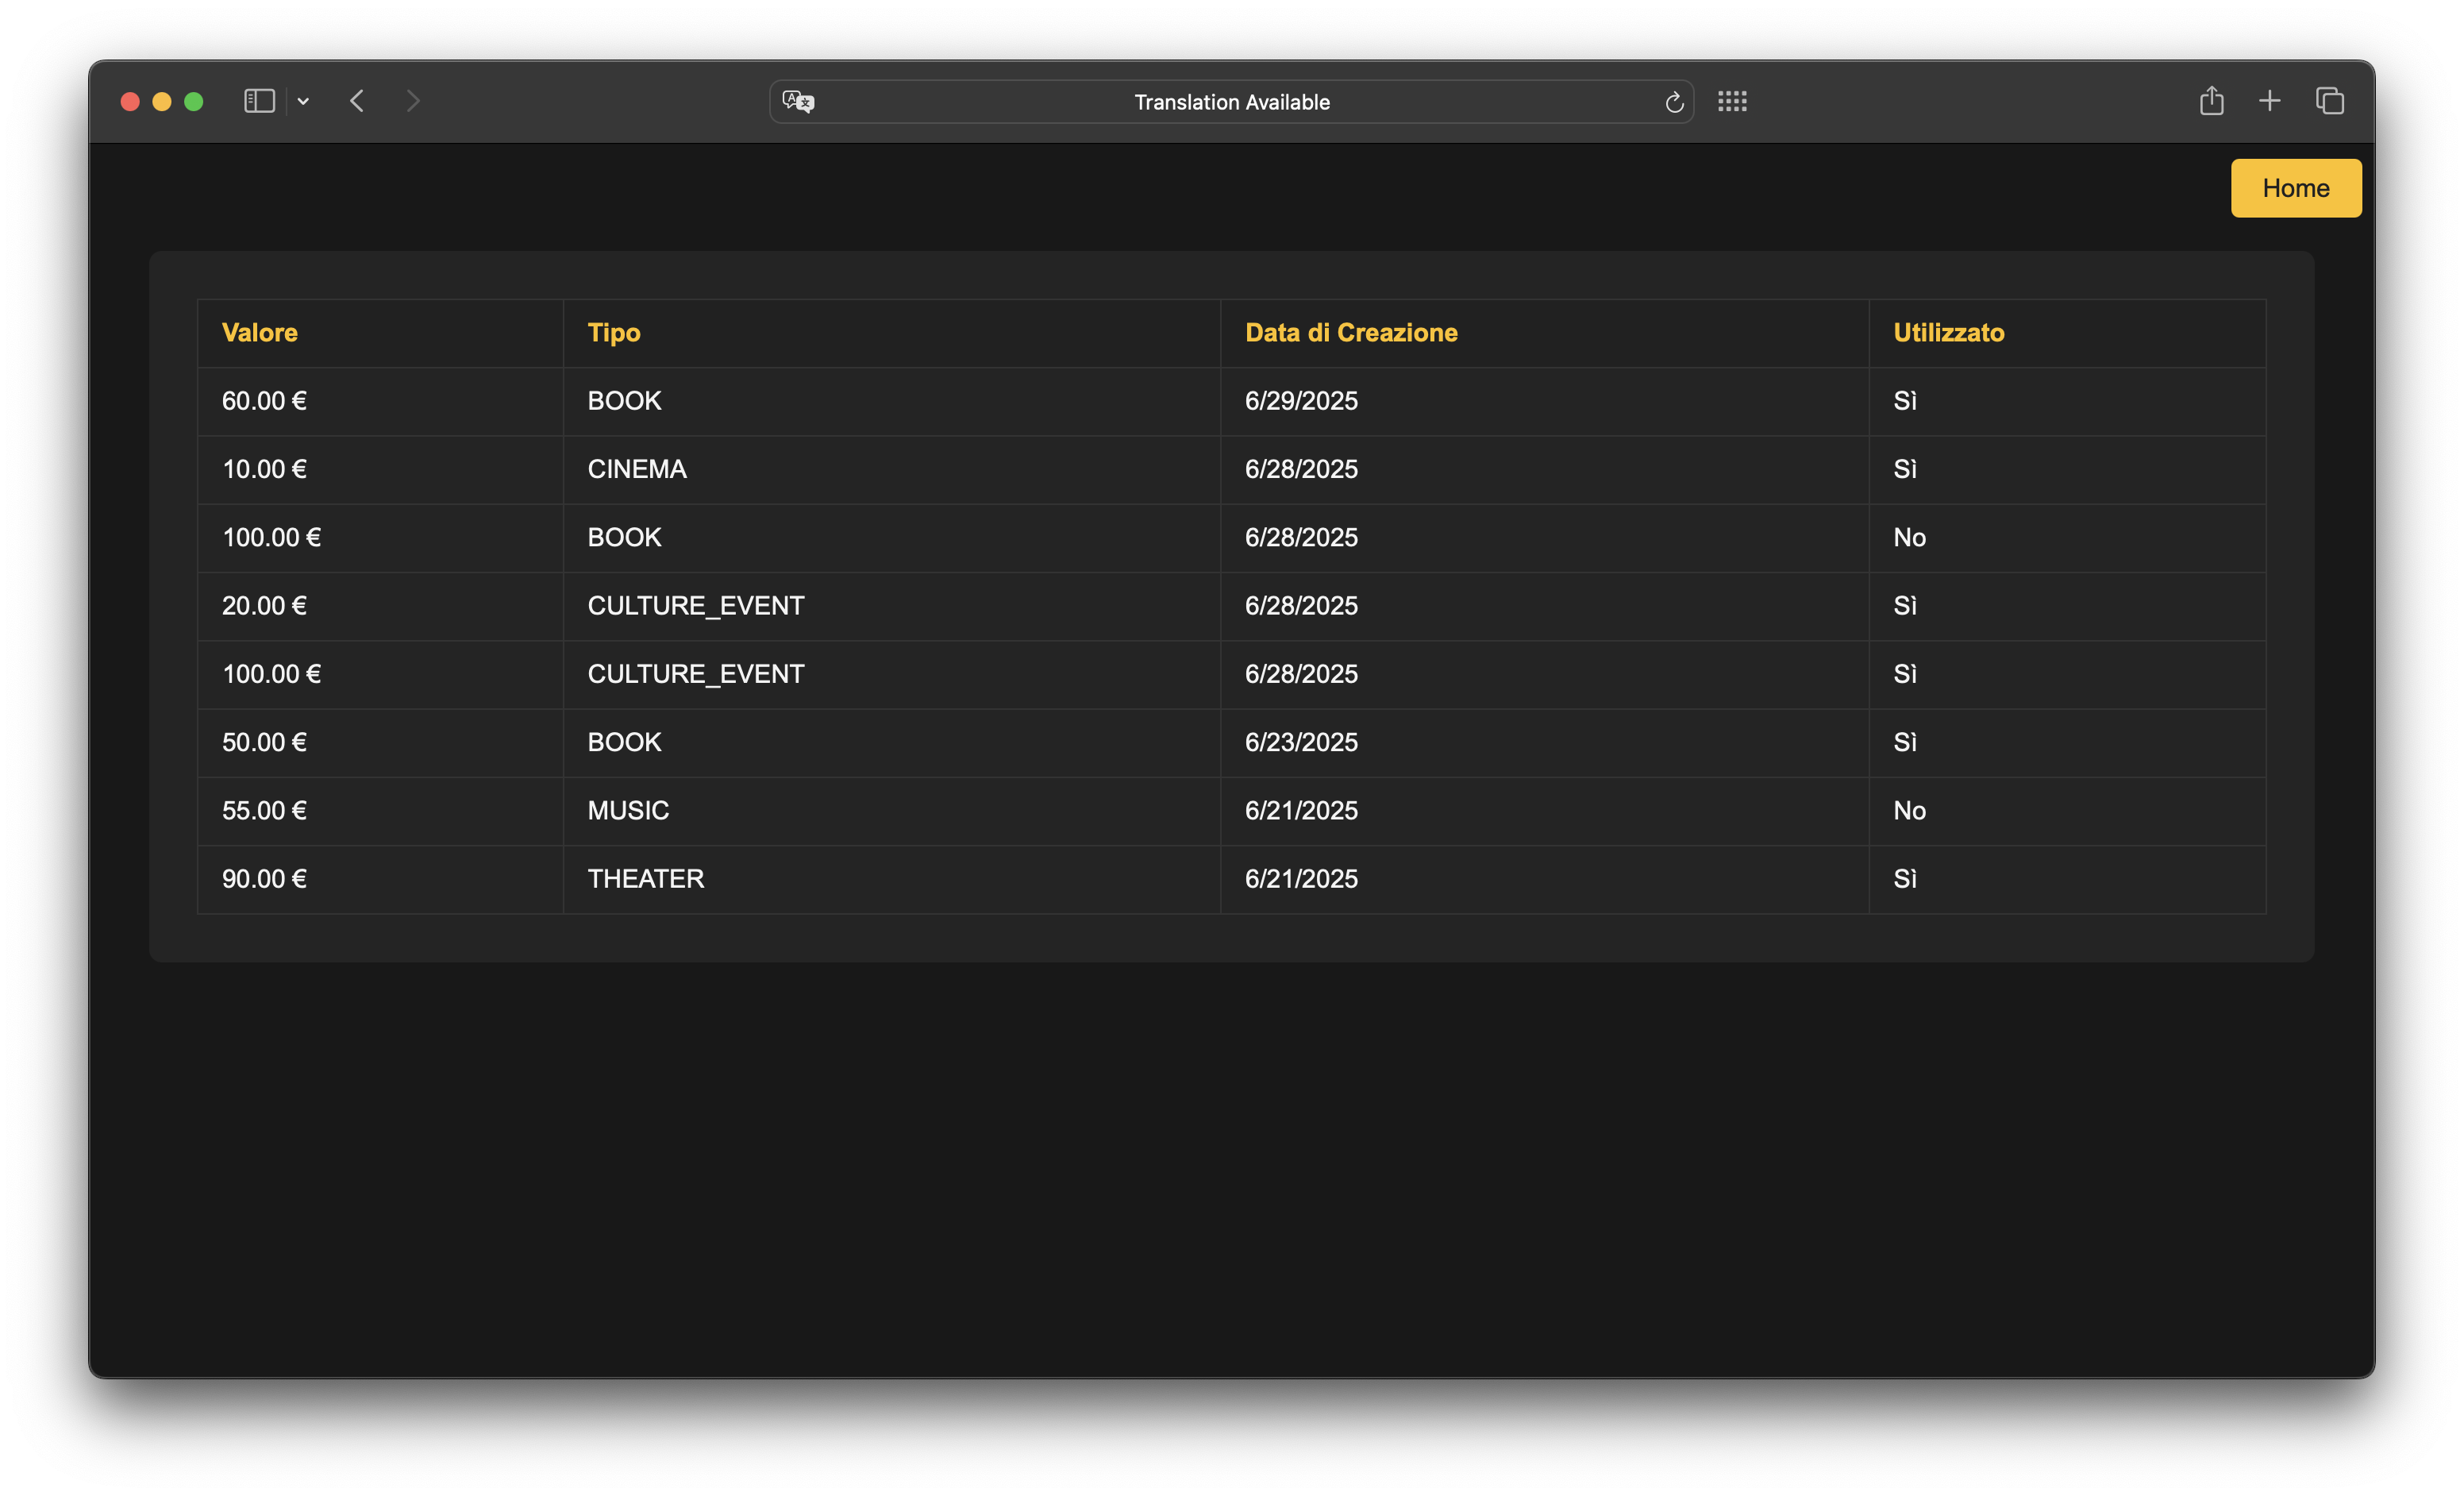 Translation Available
Home
Valore Tipo Data di Creazione Utilizzato
60.00 € BOOK 6/29/2025 Sì
10.00 € CINEMA 6/28/2025 Sì
100.00 € BOOK 6/28/2025 No
20.00 € CULTURE_EVENT 6/28/2025 Sì
100.00 € CULTURE_EVENT 6/28/2025 Sì
50.00 € BOOK 6/23/2025 Sì
55.00 € MUSIC 6/21/2025 No
90.00 € THEATER 6/21/2025 Sì